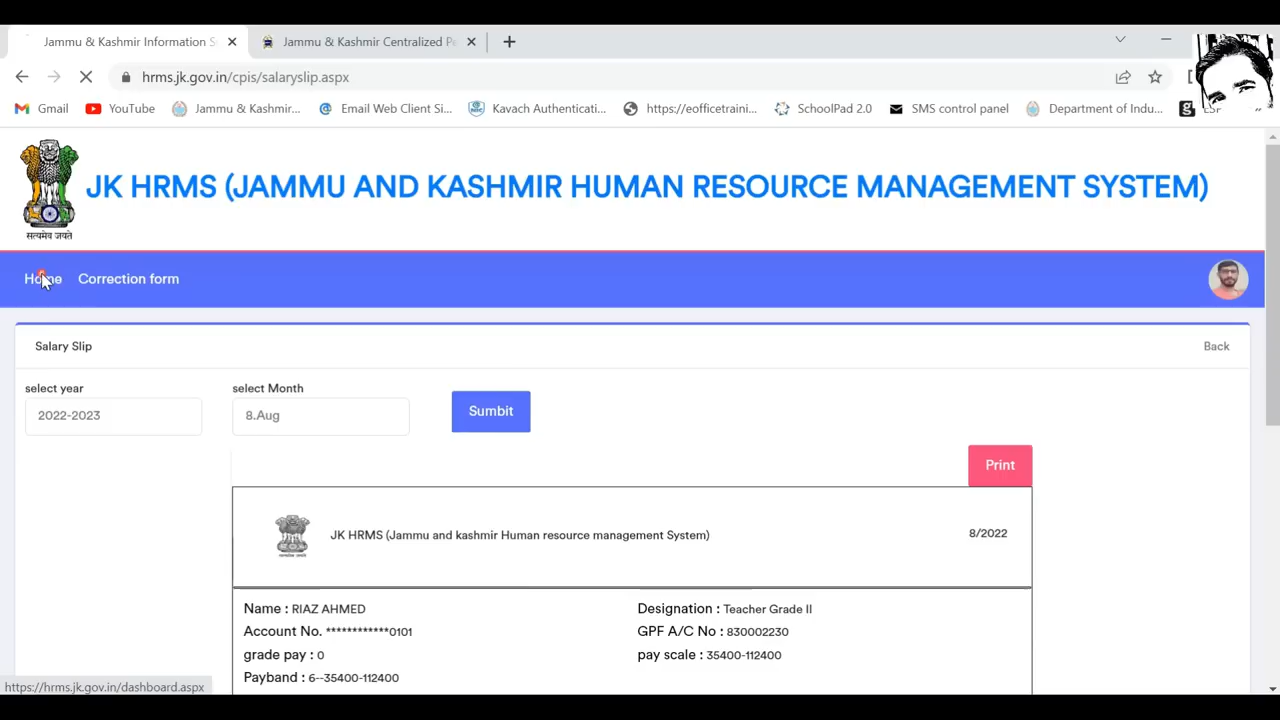 Jammu & Kashmir Information S
Jammu & Kashmir Centralized Pe
hrms.jk.gov.in/cpis/salaryslip.aspx
Gmail YouTube Jammu & Kashmir... Email Web Client Si... Kavach Authenticati... https://eofficetraini... SchoolPad 2.0 SMS control panel Department of Indu...
JK HRMS (JAMMU AND KASHMIR HUMAN RESOURCE MANAGEMENT SYSTEM)
सत्यमेव जयते
Home Correction form
Salary Slip Back
select year select Month
2022-2023 8.Aug Sumbit
Print
JK HRMS (Jammu and kashmir Human resource management System) 8/2022
Name : RIAZ AHMED Designation : Teacher Grade II
Account No. ************0101 GPF A/C No : 830002230
grade pay : 0 pay scale : 35400-112400
Payband : 6--35400-112400
https://hrms.jk.gov.in/dashboard.aspx